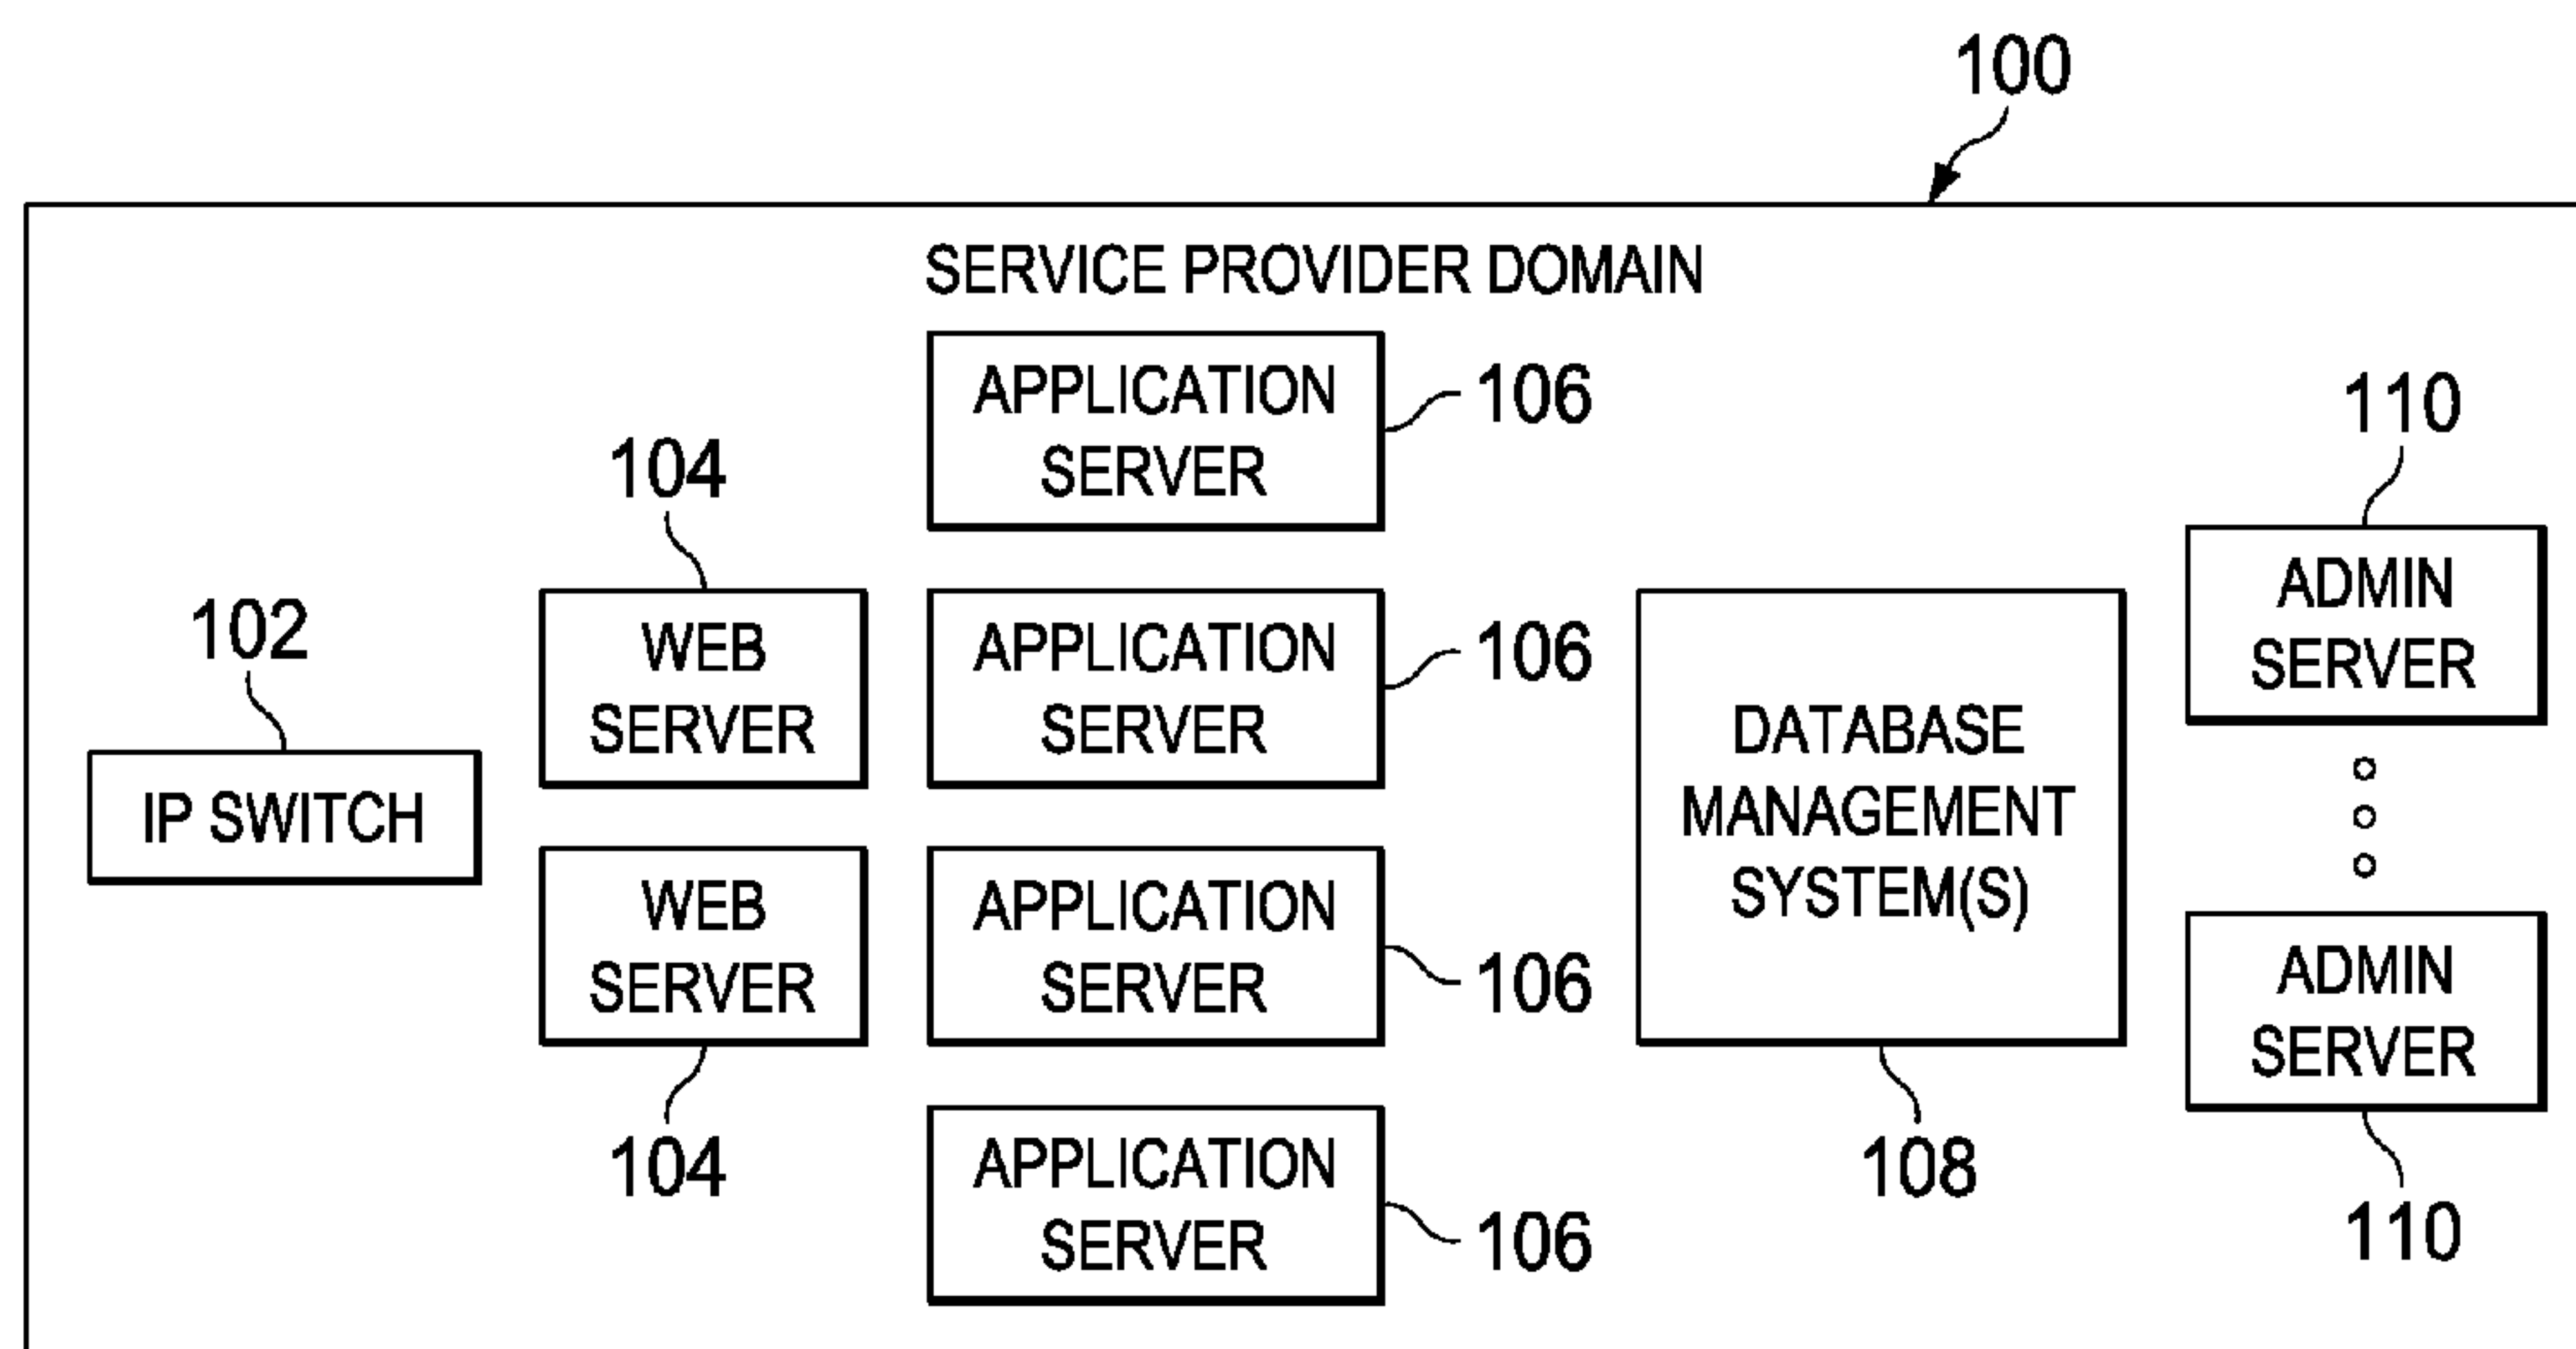 100
SERVICE PROVIDER DOMAIN
102
IP SWITCH
104
WEB
SERVER
WEB
SERVER
104
APPLICATION
SERVER
106
APPLICATION
SERVER
106
APPLICATION
SERVER
106
APPLICATION
SERVER
106
DATABASE
MANAGEMENT
SYSTEM(S)
108
110
ADMIN
SERVER
ADMIN
SERVER
110